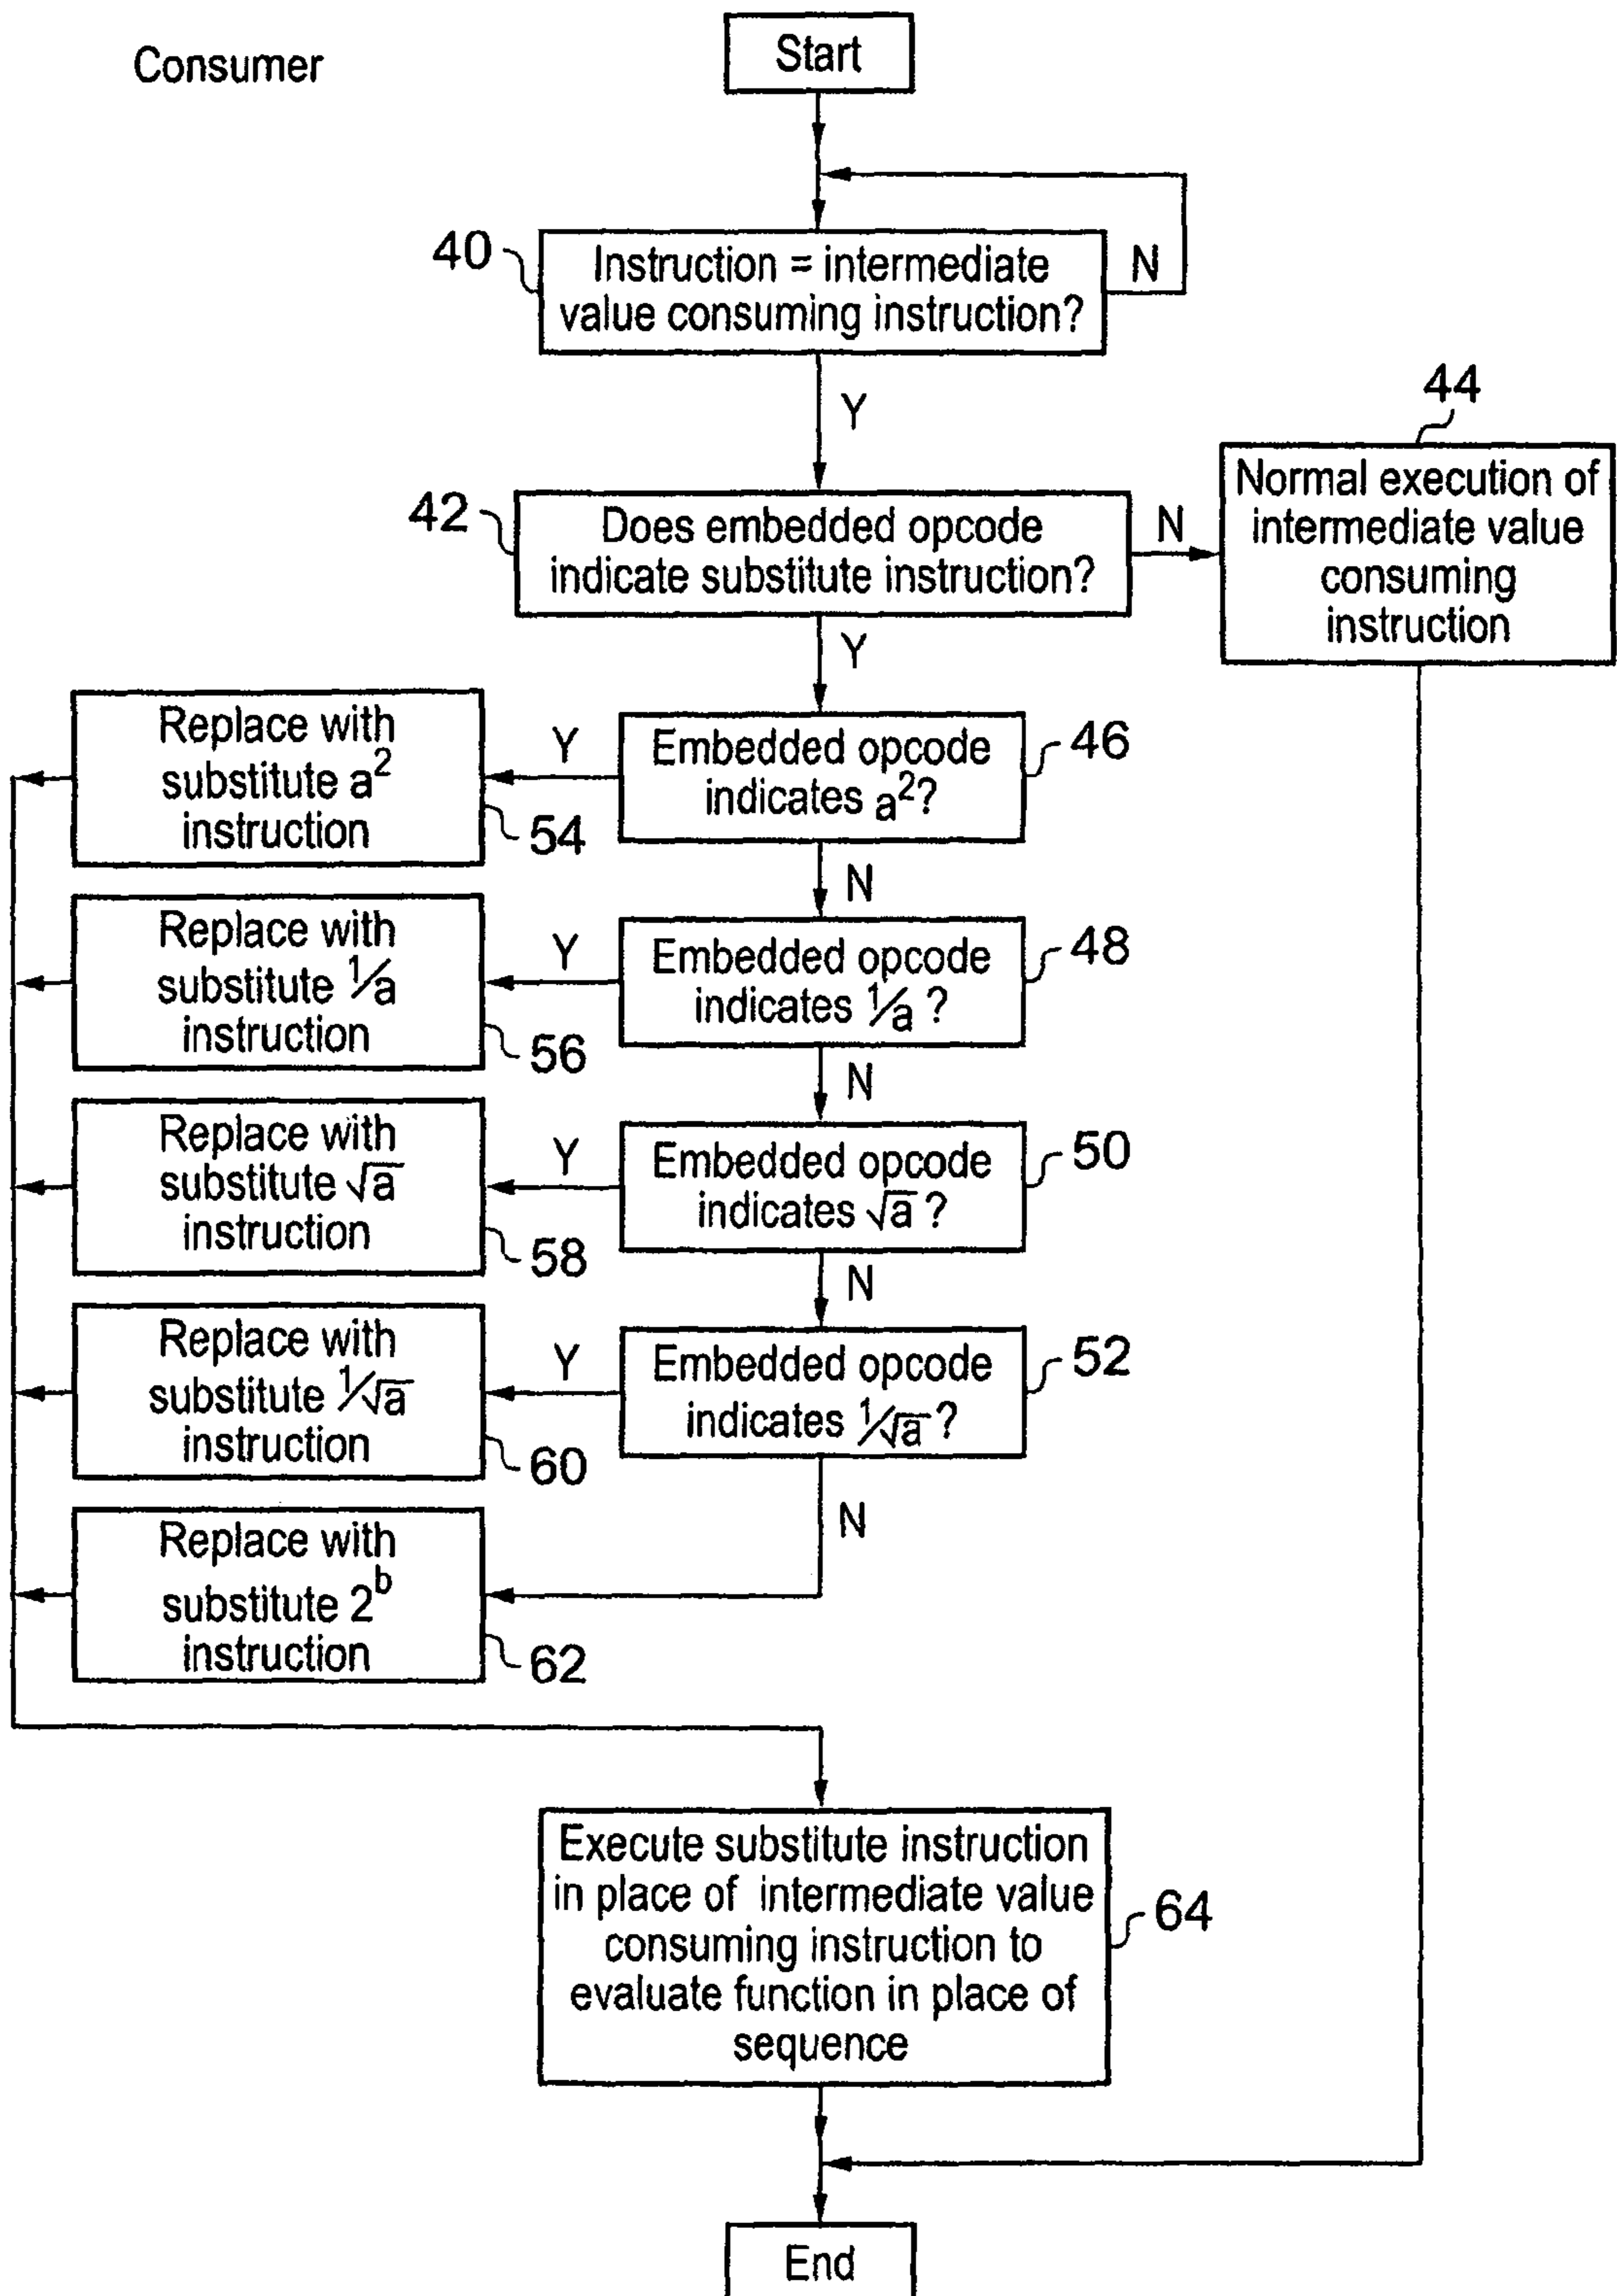 Consumer
Start
40
Instruction = intermediate
value consuming instruction?
N
Y
44
42
Does embedded opcode
indicate substitute instruction?
N
Normal execution of
intermediate value
consuming
instruction
Y
Replace with
substitute a²
instruction
54
Y
Embedded opcode
indicates a²?
46
N
Replace with
substitute 1/a
instruction
56
Y
Embedded opcode
indicates 1/a ?
48
N
Replace with
substitute √a
instruction
58
Y
Embedded opcode
indicates √a ?
50
N
Replace with
substitute 1/√a
instruction
60
Y
Embedded opcode
indicates 1/√a ?
52
N
Replace with
substitute 2ᵇ
instruction
62
Execute substitute instruction
in place of intermediate value
consuming instruction to
evaluate function in place of
sequence
64
End